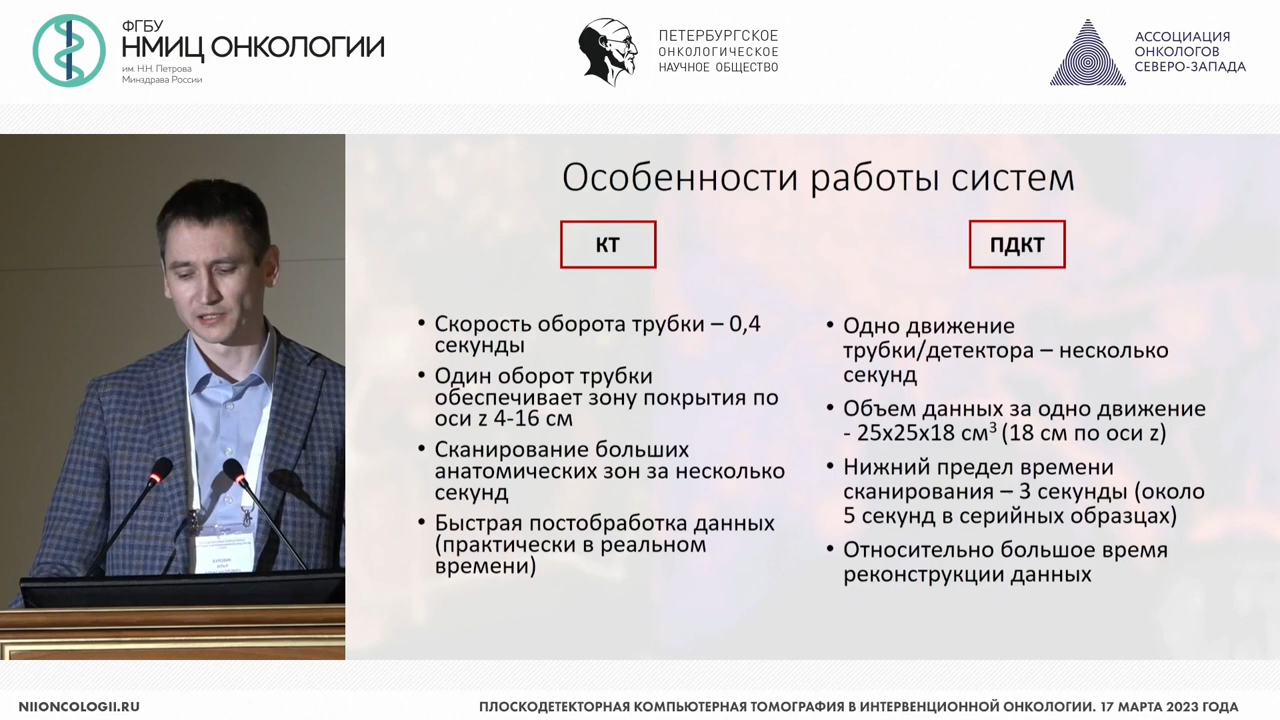 ФГБУ
НМИЦ ОНКОЛОГИИ
им. Н.Н. Петрова
Минздрава России
ПЕТЕРБУРГСКОЕ
ОНКОЛОГИЧЕСКОЕ
НАУЧНОЕ ОБЩЕСТВО
АССОЦИАЦИЯ
ОНКОЛОГОВ
СЕВЕРО-ЗАПАДА
Особенности работы систем
КТ
• Скорость оборота трубки – 0,4
секунды
• Один оборот трубки
обеспечивает зону покрытия по
оси z 4-16 см
• Сканирование больших
анатомических зон за несколько
секунд
• Быстрая постобработка данных
(практически в реальном
времени)
ПДКТ
• Одно движение
трубки/детектора – несколько
секунд
• Объем данных за одно движение
- 25x25x18 см³ (18 см по оси z)
• Нижний предел времени
сканирования – 3 секунды (около
5 секунд в серийных образцах)
• Относительно большое время
реконструкции данных
NIIONCOLOGII.RU
ПЛОСКОДЕТЕКТОРНАЯ КОМПЬЮТЕРНАЯ ТОМОГРАФИЯ В ИНТЕРВЕНЦИОННОЙ ОНКОЛОГИИ. 17 МАРТА 2023 ГОДА